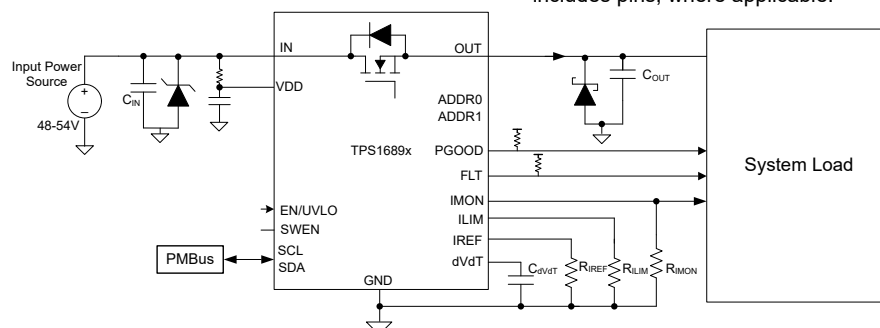 includes pins, where applicable.
IN
OUT
Input Power
Source
CIN
VDD
COUT
48-54V
ADDR0
ADDR1
TPS1689x
PGOOD
System Load
FLT
EN/UVLO
IMON
SWEN
ILIM
PMBus
SCL
SDA
IREF
dVdT
GND
CdVdT
RIREF
RILIM
RIMON